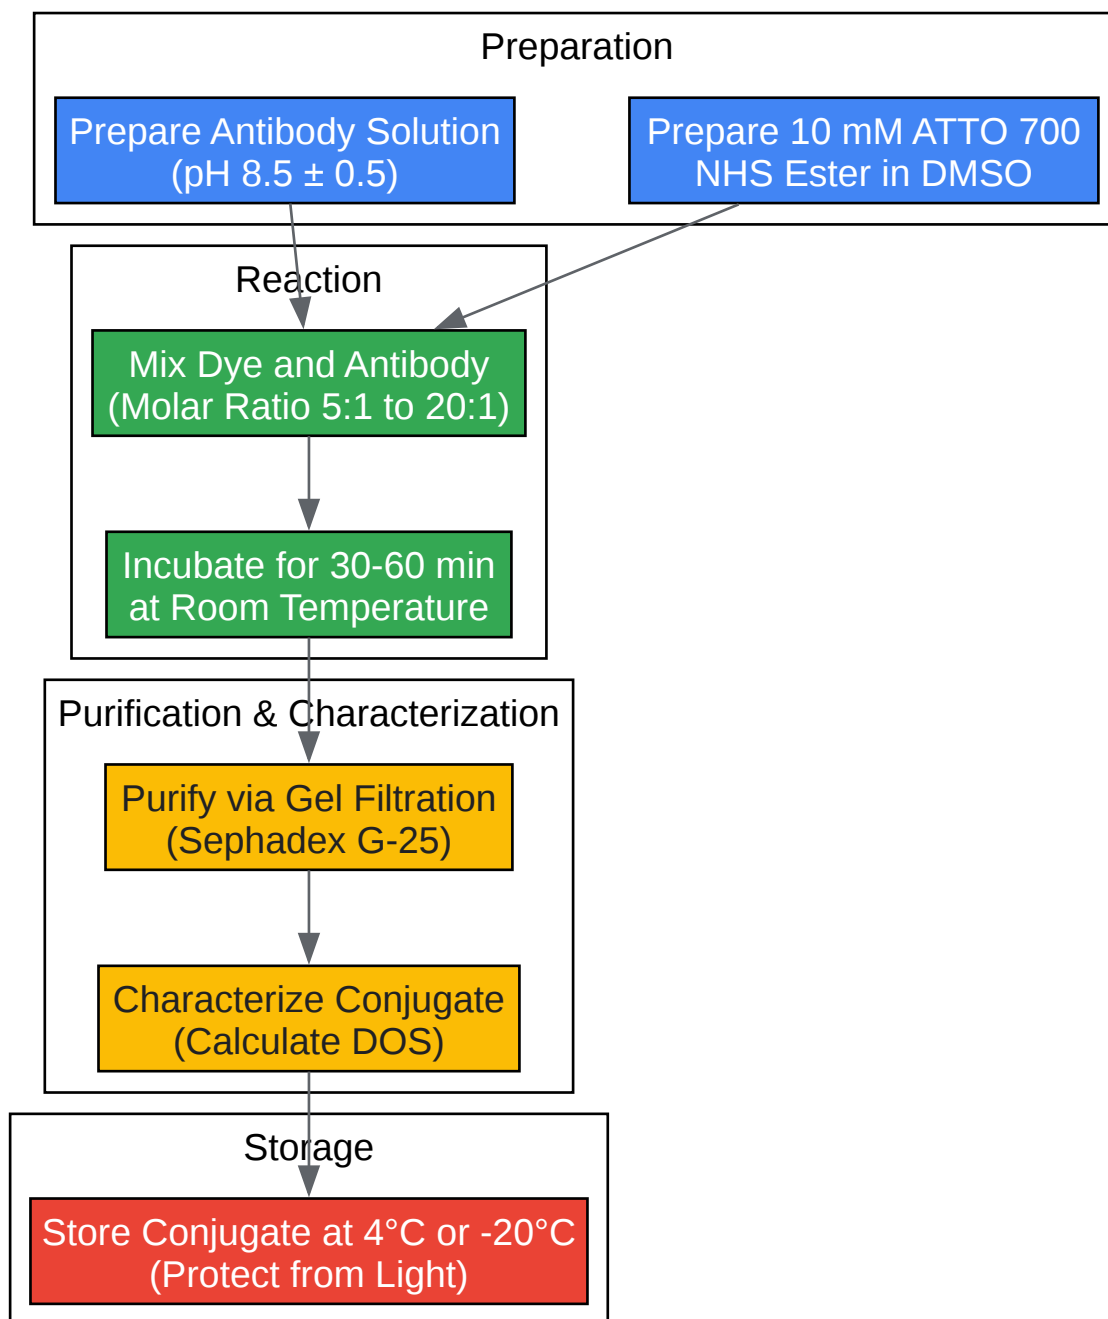 Preparation
Prepare Antibody Solution
(pH 8.5 ± 0.5)
Prepare 10 mM ATTO 700
NHS Ester in DMSO
Reaction
Mix Dye and Antibody
(Molar Ratio 5:1 to 20:1)
Incubate for 30-60 min
at Room Temperature
Purification & Characterization
Purify via Gel Filtration
(Sephadex G-25)
Characterize Conjugate
(Calculate DOS)
Storage
Store Conjugate at 4°C or -20°C
(Protect from Light)